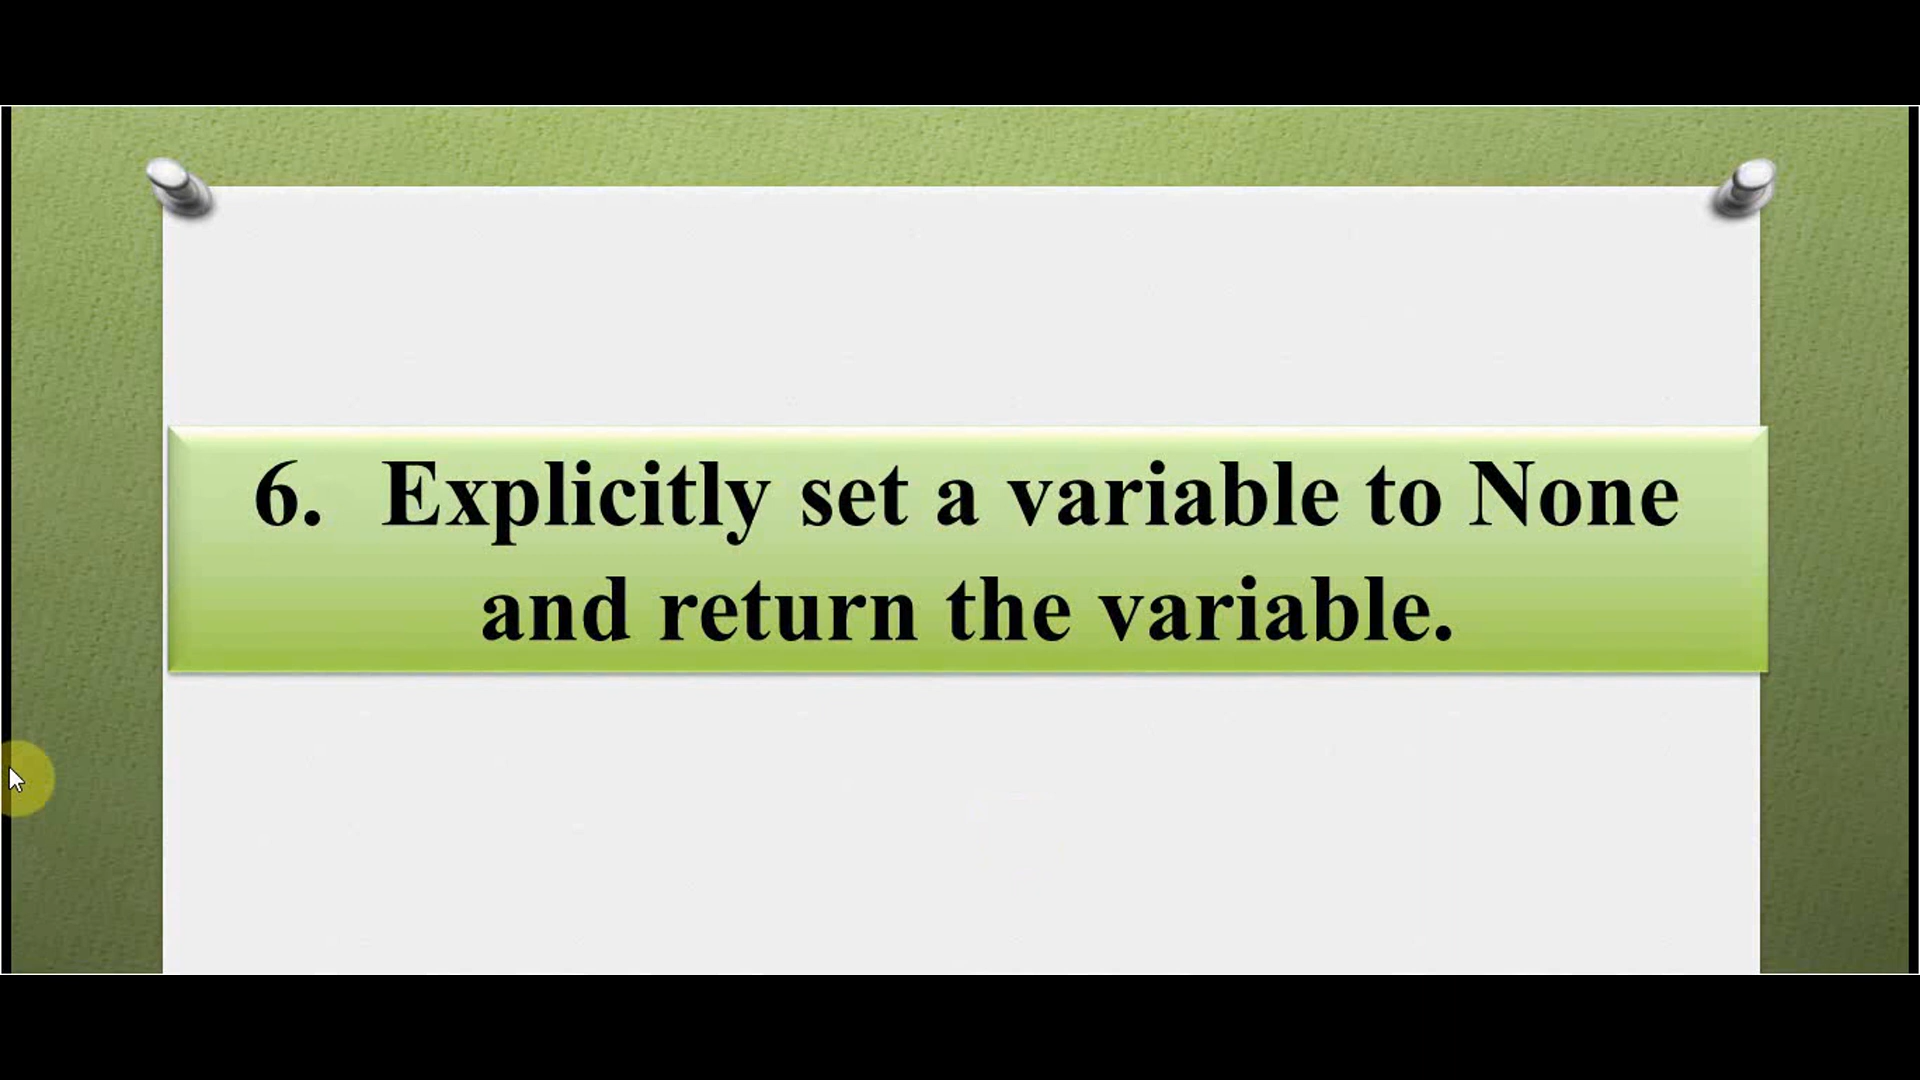 6. Explicitly set a variable to None
and return the variable.